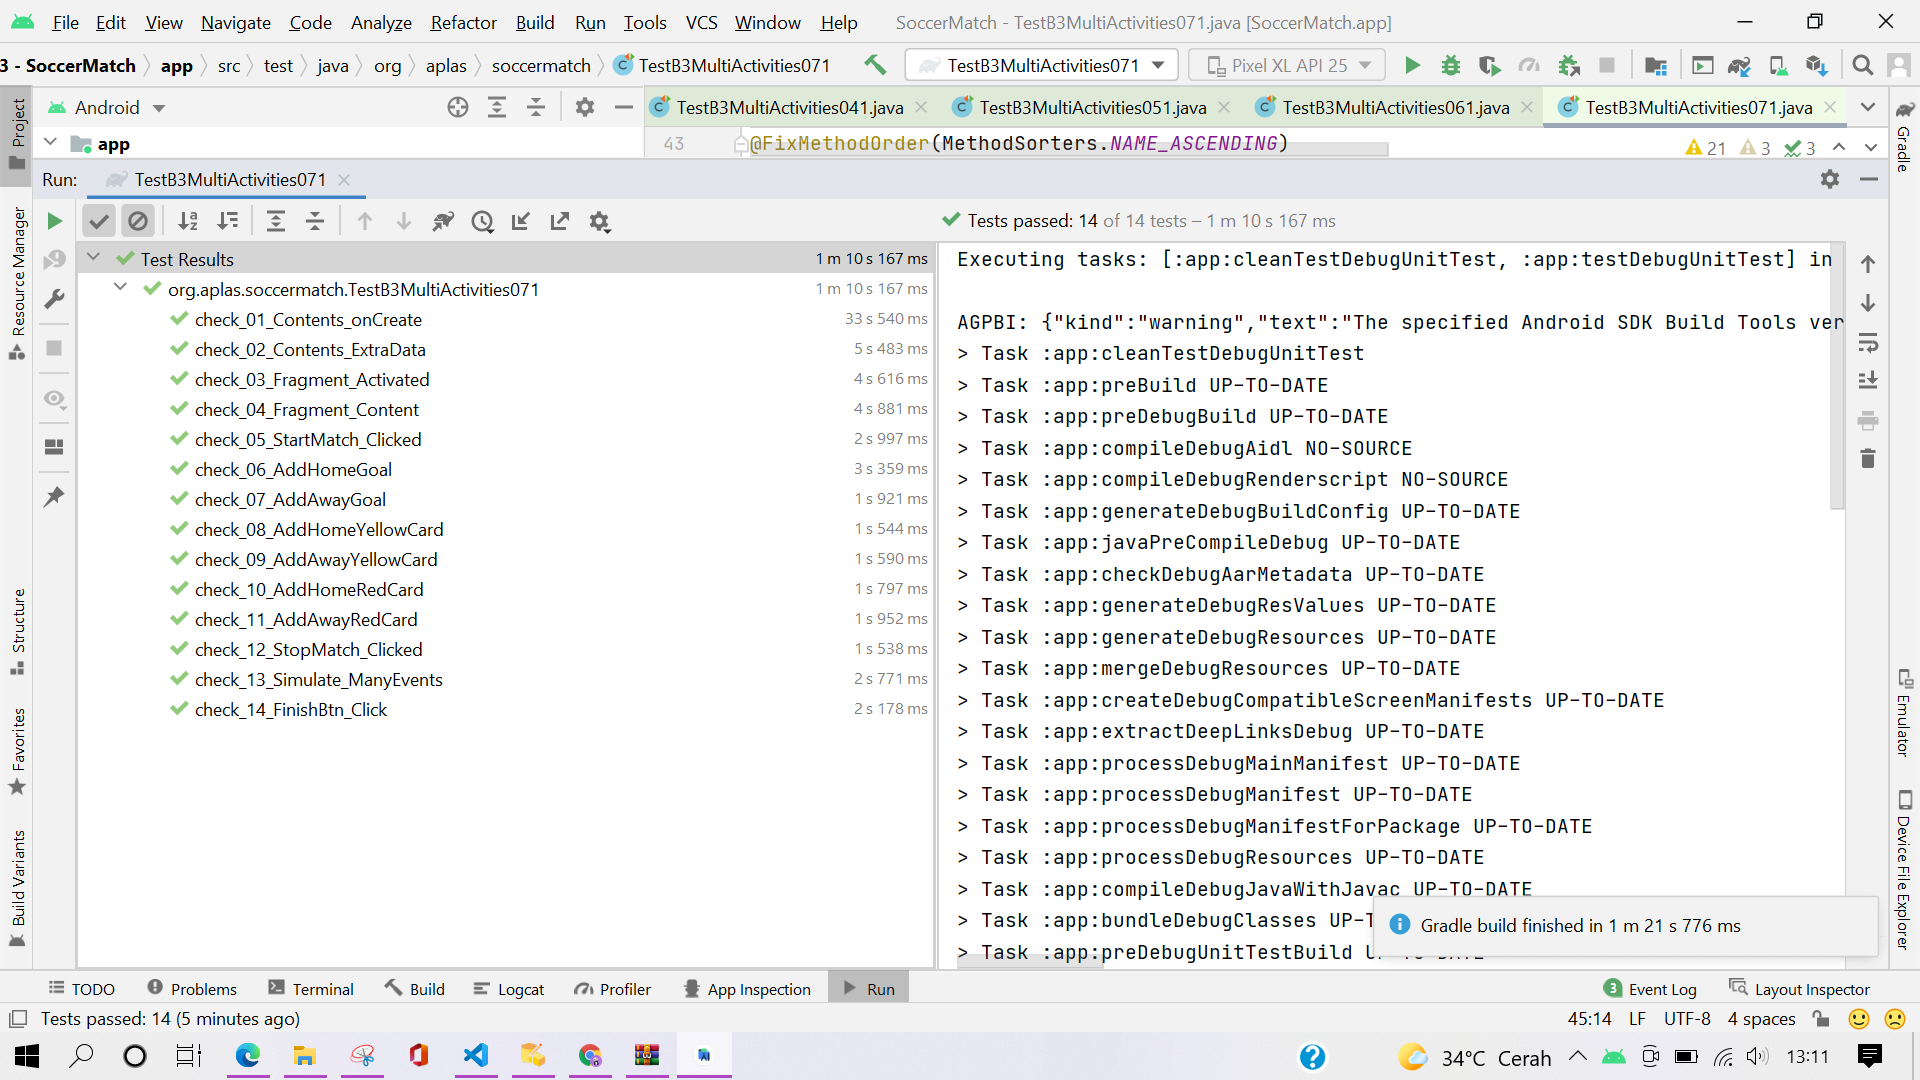 File Edit View Navigate Code Analyze Refactor Build Run Tools VCS Window Help SoccerMatch - TestB3MultiActivities071.java [SoccerMatch.app]
3 - SoccerMatch app src test java org aplas soccermatch TestB3MultiActivities071 TestB3MultiActivities071 Pixel XL API 25
Android TestB3MultiActivities041.java TestB3MultiActivities051.java TestB3MultiActivities061.java TestB3MultiActivities071.java
app 43 @FixMethodOrder(MethodSorters.NAME_ASCENDING) 21 3 3
Run: TestB3MultiActivities071
Tests passed: 14 of 14 tests – 1 m 10 s 167 ms
Test Results 1 m 10 s 167 ms
org.aplas.soccermatch.TestB3MultiActivities071 1 m 10 s 167 ms
check_01_Contents_onCreate 33 s 540 ms
check_02_Contents_ExtraData 5 s 483 ms
check_03_Fragment_Activated 4 s 616 ms
check_04_Fragment_Content 4 s 881 ms
check_05_StartMatch_Clicked 2 s 997 ms
check_06_AddHomeGoal 3 s 359 ms
check_07_AddAwayGoal 1 s 921 ms
check_08_AddHomeYellowCard 1 s 544 ms
check_09_AddAwayYellowCard 1 s 590 ms
check_10_AddHomeRedCard 1 s 797 ms
check_11_AddAwayRedCard 1 s 952 ms
check_12_StopMatch_Clicked 1 s 538 ms
check_13_Simulate_ManyEvents 2 s 771 ms
check_14_FinishBtn_Click 2 s 178 ms
Executing tasks: [:app:cleanTestDebugUnitTest, :app:testDebugUnitTest] in
AGPBI: {"kind":"warning","text":"The specified Android SDK Build Tools ver
> Task :app:cleanTestDebugUnitTest
> Task :app:preBuild UP-TO-DATE
> Task :app:preDebugBuild UP-TO-DATE
> Task :app:compileDebugAidl NO-SOURCE
> Task :app:compileDebugRenderscript NO-SOURCE
> Task :app:generateDebugBuildConfig UP-TO-DATE
> Task :app:javaPreCompileDebug UP-TO-DATE
> Task :app:checkDebugAarMetadata UP-TO-DATE
> Task :app:generateDebugResValues UP-TO-DATE
> Task :app:generateDebugResources UP-TO-DATE
> Task :app:mergeDebugResources UP-TO-DATE
> Task :app:createDebugCompatibleScreenManifests UP-TO-DATE
> Task :app:extractDeepLinksDebug UP-TO-DATE
> Task :app:processDebugMainManifest UP-TO-DATE
> Task :app:processDebugManifest UP-TO-DATE
> Task :app:processDebugManifestForPackage UP-TO-DATE
> Task :app:processDebugResources UP-TO-DATE
> Task :app:compileDebugJavaWithJavac UP-TO-DATE
> Task :app:bundleDebugClasses UP-T
> Task :app:preDebugUnitTestBuild UP-TO-DATE
Gradle build finished in 1 m 21 s 776 ms
Project
Resource Manager
Structure
Favorites
Build Variants
Gradle
Emulator
Device File Explorer
TODO Problems Terminal Build Logcat Profiler App Inspection Run 3 Event Log Layout Inspector
Tests passed: 14 (5 minutes ago) 45:14 LF UTF-8 4 spaces
34°C Cerah 13:11